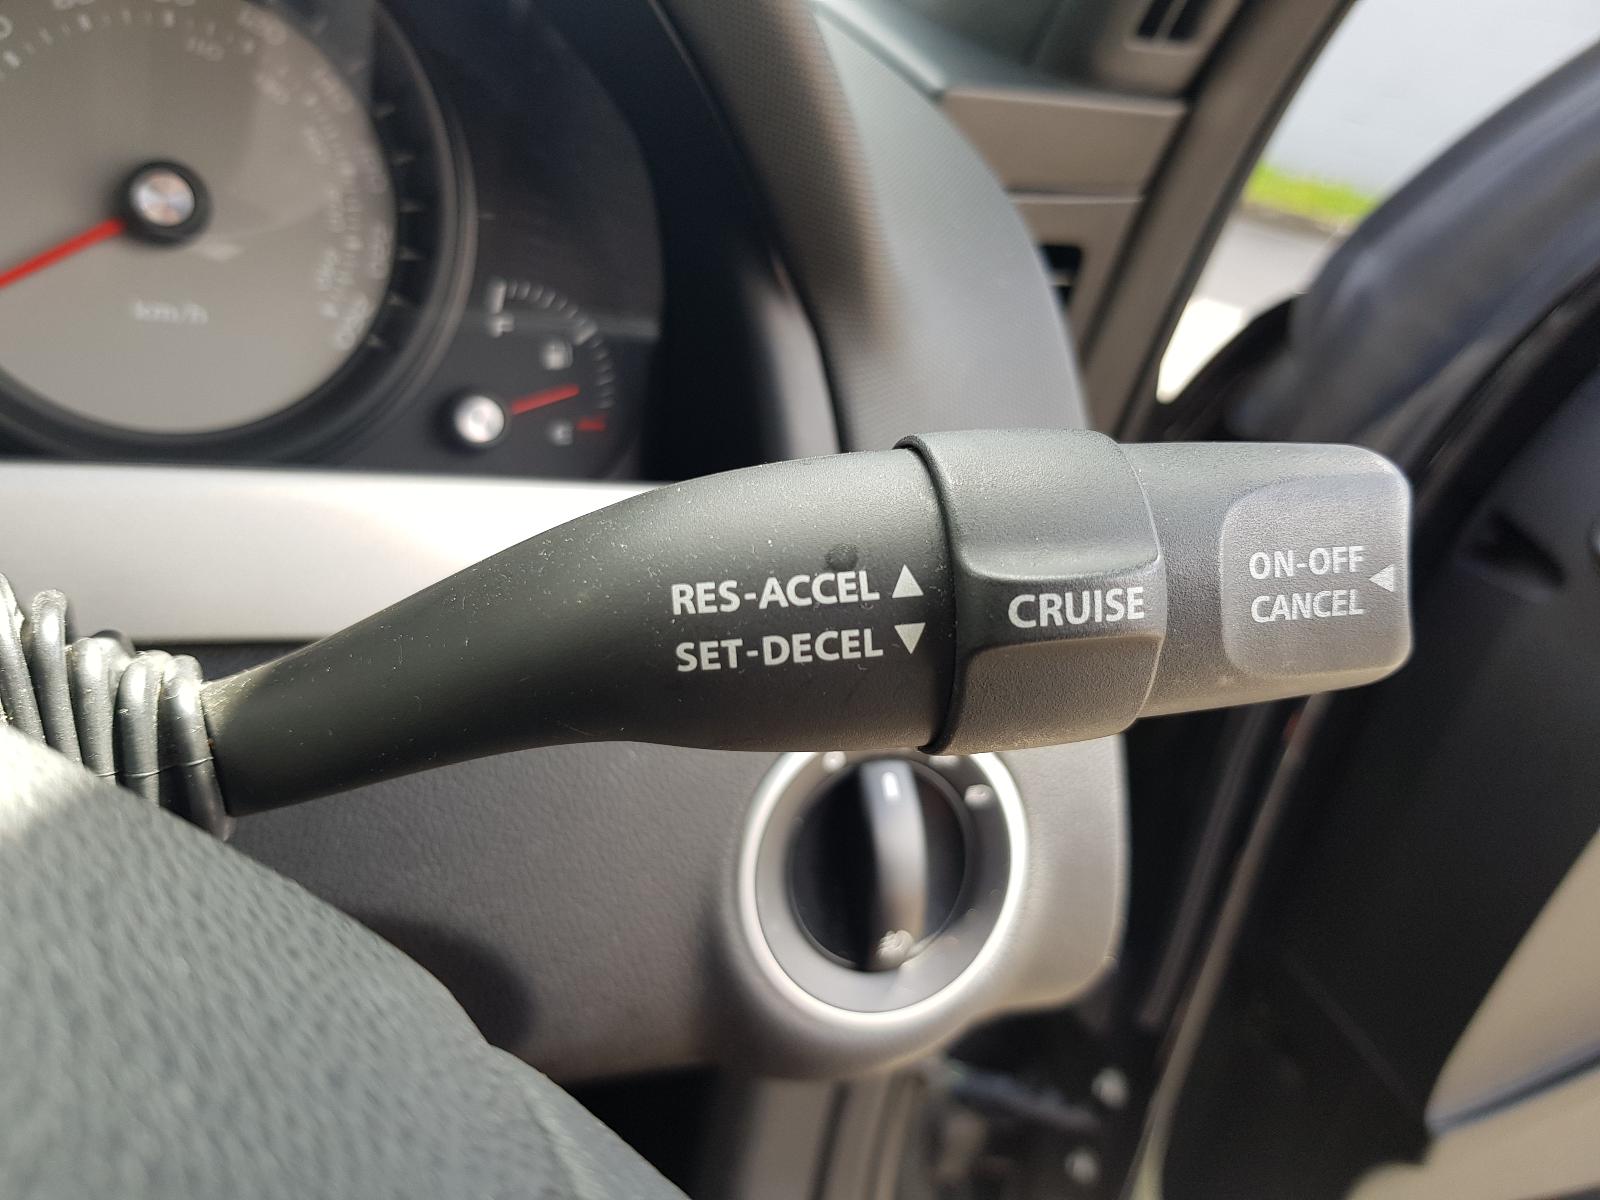 km/h
F
RES-ACCEL ▲
SET-DECEL ▼
CRUISE
ON-OFF
CANCEL ◀